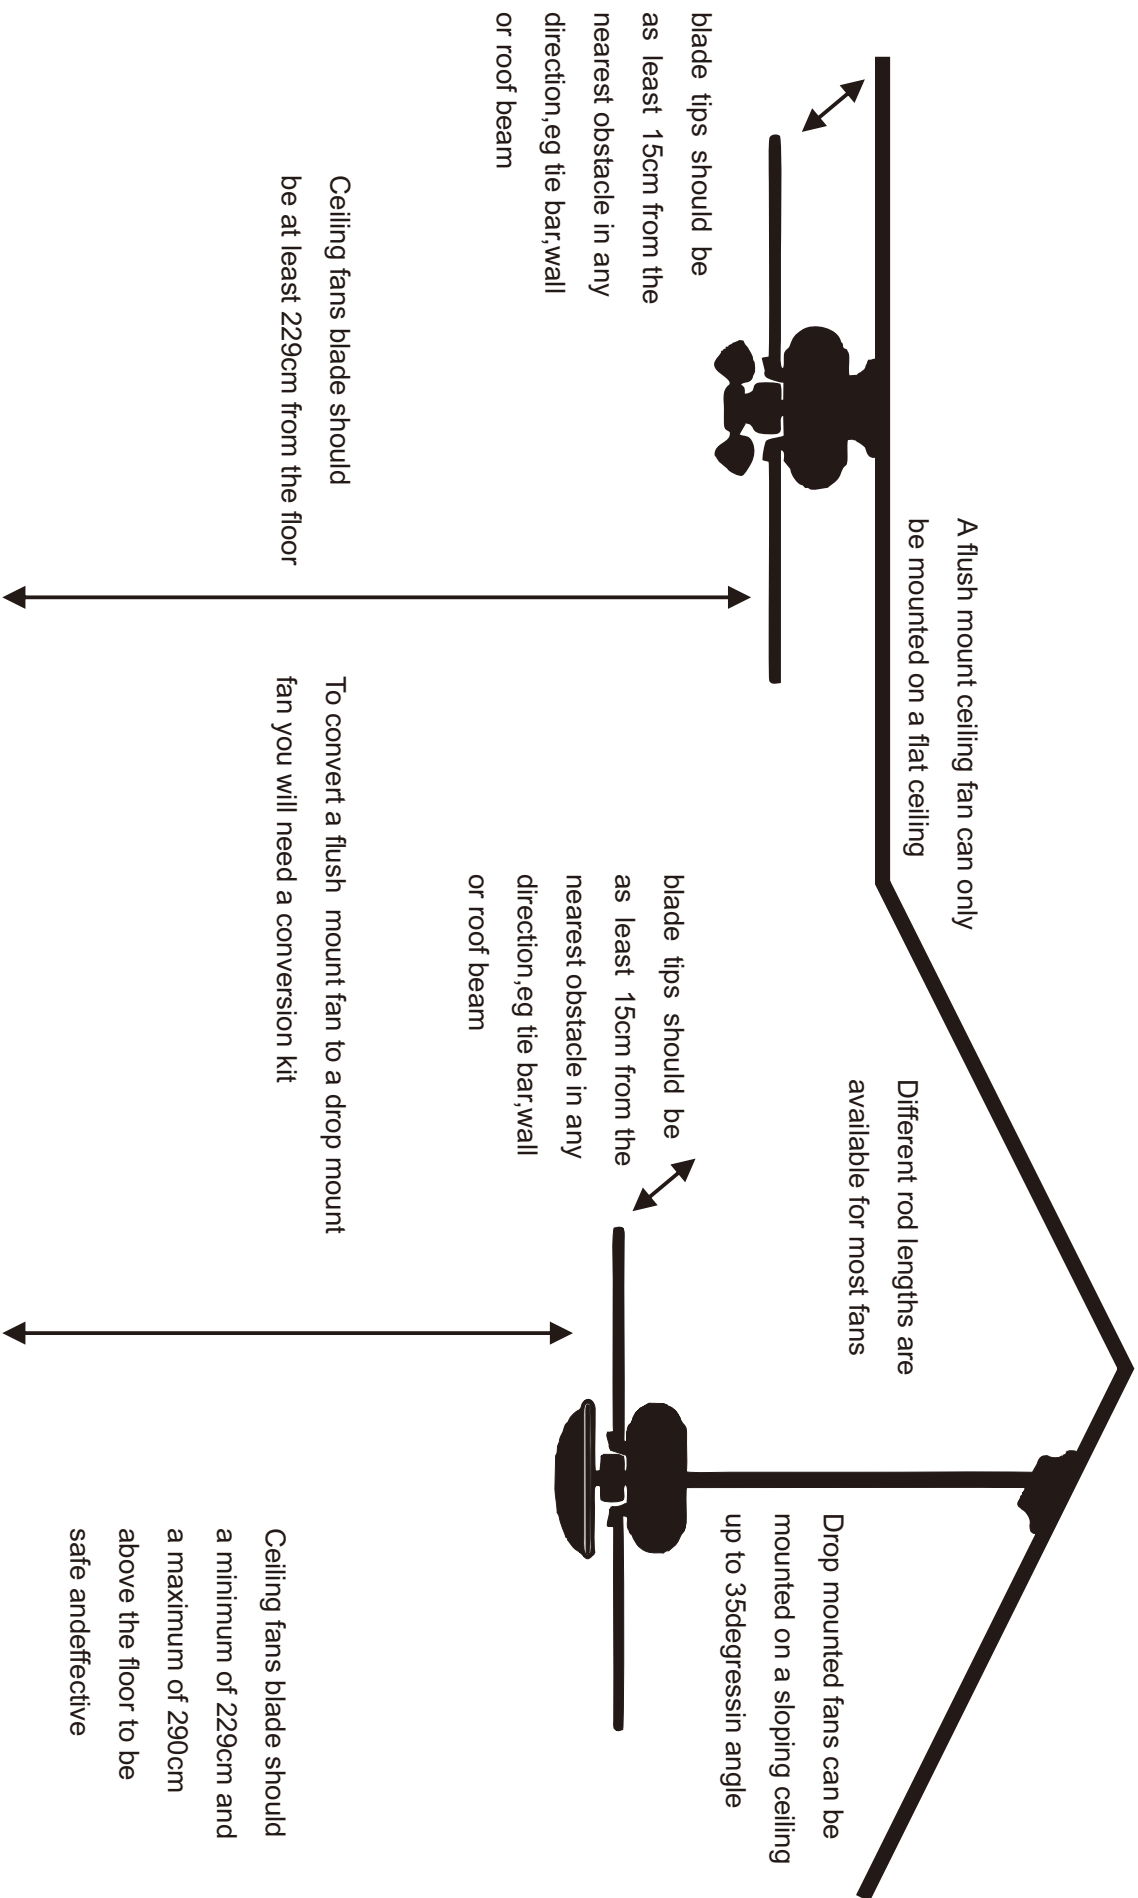 A flush mount ceiling fan can only
be mounted on a flat ceiling
Different rod lengths are
available for most fans
Drop mounted fans can be
mounted on a sloping ceiling
up to 35degressin angle
blade tips should be
as least 15cm from the
nearest obstacle in any
direction,eg tie bar,wall
or roof beam
blade tips should be
as least 15cm from the
nearest obstacle in any
direction,eg tie bar,wall
or roof beam
Ceiling fans blade should
be at least 229cm from the floor
To convert a flush mount fan to a drop mount
fan you will need a conversion kit
Ceiling fans blade should
a minimum of 229cm and
a maximum of 290cm
above the floor to be
safe andeffective